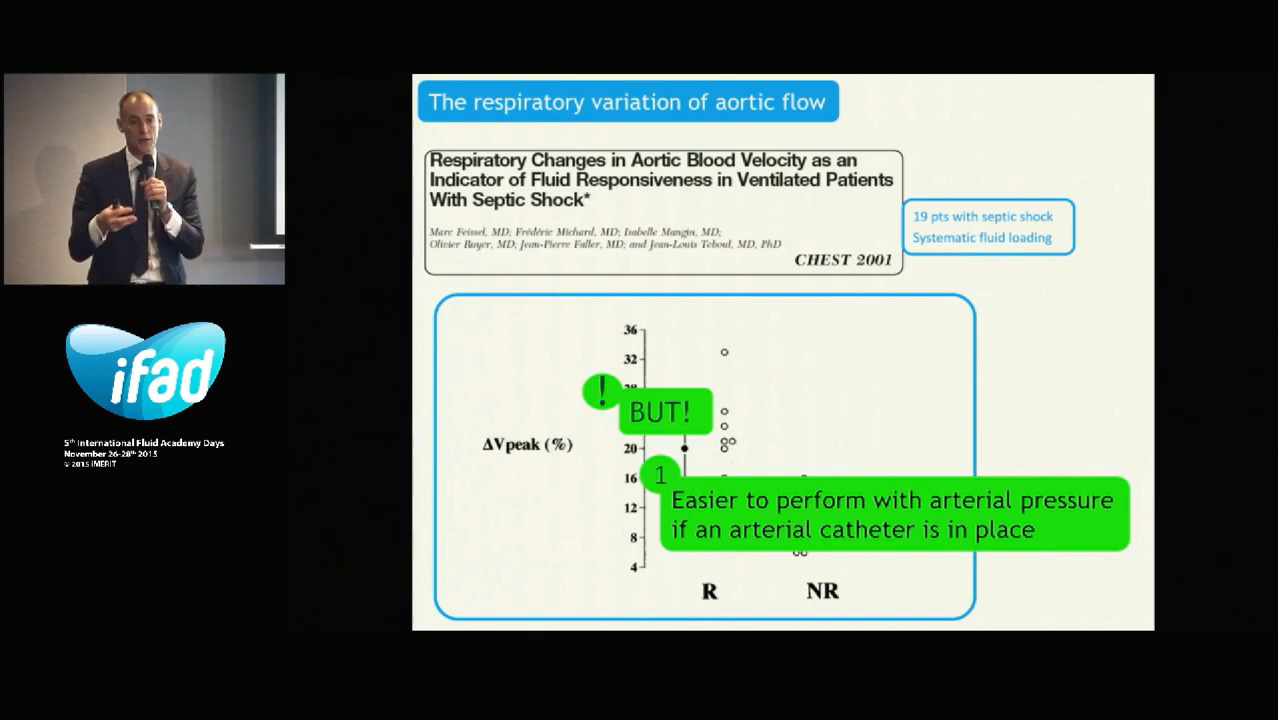 The respiratory variation of aortic flow
Respiratory Changes in Aortic Blood Velocity as an
Indicator of Fluid Responsiveness in Ventilated Patients
With Septic Shock*
Marc Feissel, MD; Frédéric Michard, MD; Isabelle Mangin, MD;
Olivier Ruyer, MD; Jean-Pierre Faller, MD; and Jean-Louis Teboul, MD, PhD
CHEST 2001
19 pts with septic shock
Systematic fluid loading
36
32
!
BUT!
ΔVpeak (%)
20
16
12
8
4
1
Easier to perform with arterial pressure
if an arterial catheter is in place
R
NR
ifad
5th International Fluid Academy Days
November 26-28th 2015
© 2015 iMERIT